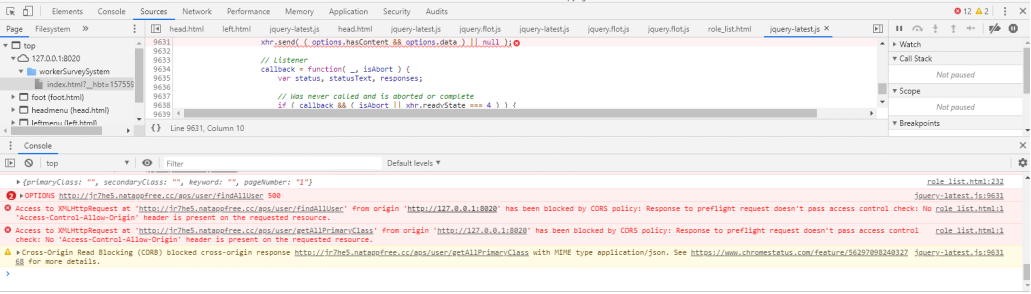 Elements Console Sources Network Performance Memory Application Security Audits 12 2
Page Filesystem head.html left.html jquery-latest.js head.html jquery-latest.js jquery.flot.js jquery-latest.js jquery.flot.js jquery.flot.js role_list.html jquery-latest.js
top
127.0.0.1:8020
workerSurveySystem
index.html?__hbt=157559
foot (foot.html)
headmenu (head.html)
leftmenu (left.html)
9631 xhr.send( ( options.hasContent && options.data ) || null );
9632
9633 // Listener
9634 callback = function( _, isAbort ) {
9635 var status, statusText, responses;
9636
9637 // Was never called and is aborted or complete
9638 if ( callback && ( isAbort || xhr.readyState === 4 ) ) {
9639
{} Line 9631, Column 10
Watch
Call Stack
Not paused
Scope
Not paused
Breakpoints
Console
top Filter Default levels
{primaryClass: "", secondaryClass: "", keyword: "", pageNumber: "1"} role list.html:232
2 OPTIONS http://jr7he5.natappfree.cc/aps/user/findAllUser 500 jquery-latest.js:9631
Access to XMLHttpRequest at 'http://jr7he5.natappfree.cc/aps/user/findAllUser' from origin 'http://127.0.0.1:8020' has been blocked by CORS policy: Response to preflight request doesn't pass access control check: No role list.html:1
'Access-Control-Allow-Origin' header is present on the requested resource.
Access to XMLHttpRequest at 'http://jr7he5.natappfree.cc/aps/user/getAllPrimaryClass' from origin 'http://127.0.0.1:8020' has been blocked by CORS policy: Response to preflight request doesn't pass access control role list.html:1
check: No 'Access-Control-Allow-Origin' header is present on the requested resource.
Cross-Origin Read Blocking (CORB) blocked cross-origin response http://jr7he5.natappfree.cc/aps/user/getAllPrimaryClass with MIME type application/json. See https://www.chromestatus.com/feature/56297098240327 jquery-latest.js:9631
68 for more details.